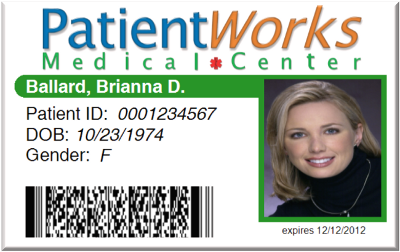 PatientWorks
Medical Center
Ballard, Brianna D.
Patient ID: 0001234567
DOB: 10/23/1974
Gender: F
expires 12/12/2012